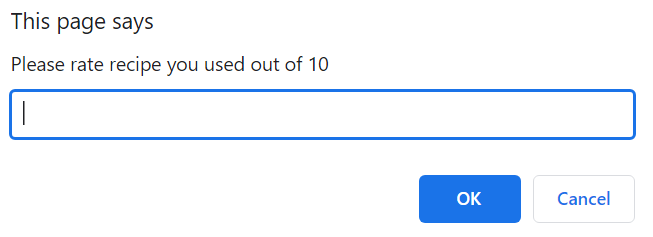 This page says
Please rate recipe you used out of 10
OK
Cancel